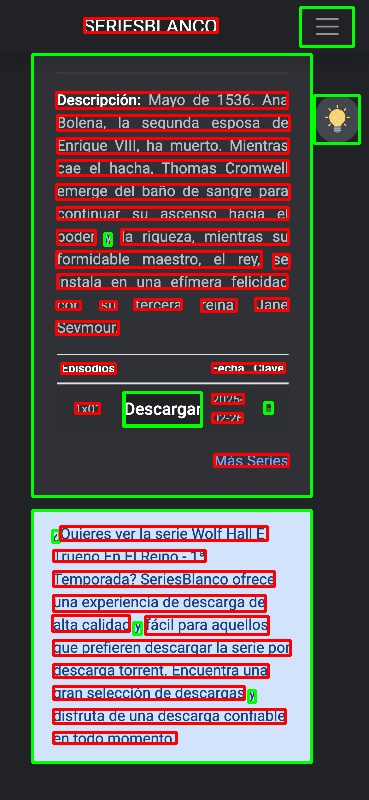 SERIESBLANCO
Descripción: Mayo de 1536. Ana
Bolena, la segunda esposa de
Enrique VIII, ha muerto. Mientras
cae el hacha, Thomas Cromwell
emerge del baño de sangre para
continuar su ascenso hacia el
poder y la riqueza, mientras su
formidable maestro, el rey, se
instala en una efímera felicidad
con su tercera reina Jane
Seymour.
Episodios Fecha Clave
1x01 Descargar 2025-
12-26
Más Series
¿Quieres ver la serie Wolf Hall El
Trueno En El Reino - 1ª
Temporada? SeriesBlanco ofrece
una experiencia de descarga de
alta calidad y fácil para aquellos
que prefieren descargar la serie por
descarga torrent. Encuentra una
gran selección de descargas y
disfruta de una descarga confiable
en todo momento.